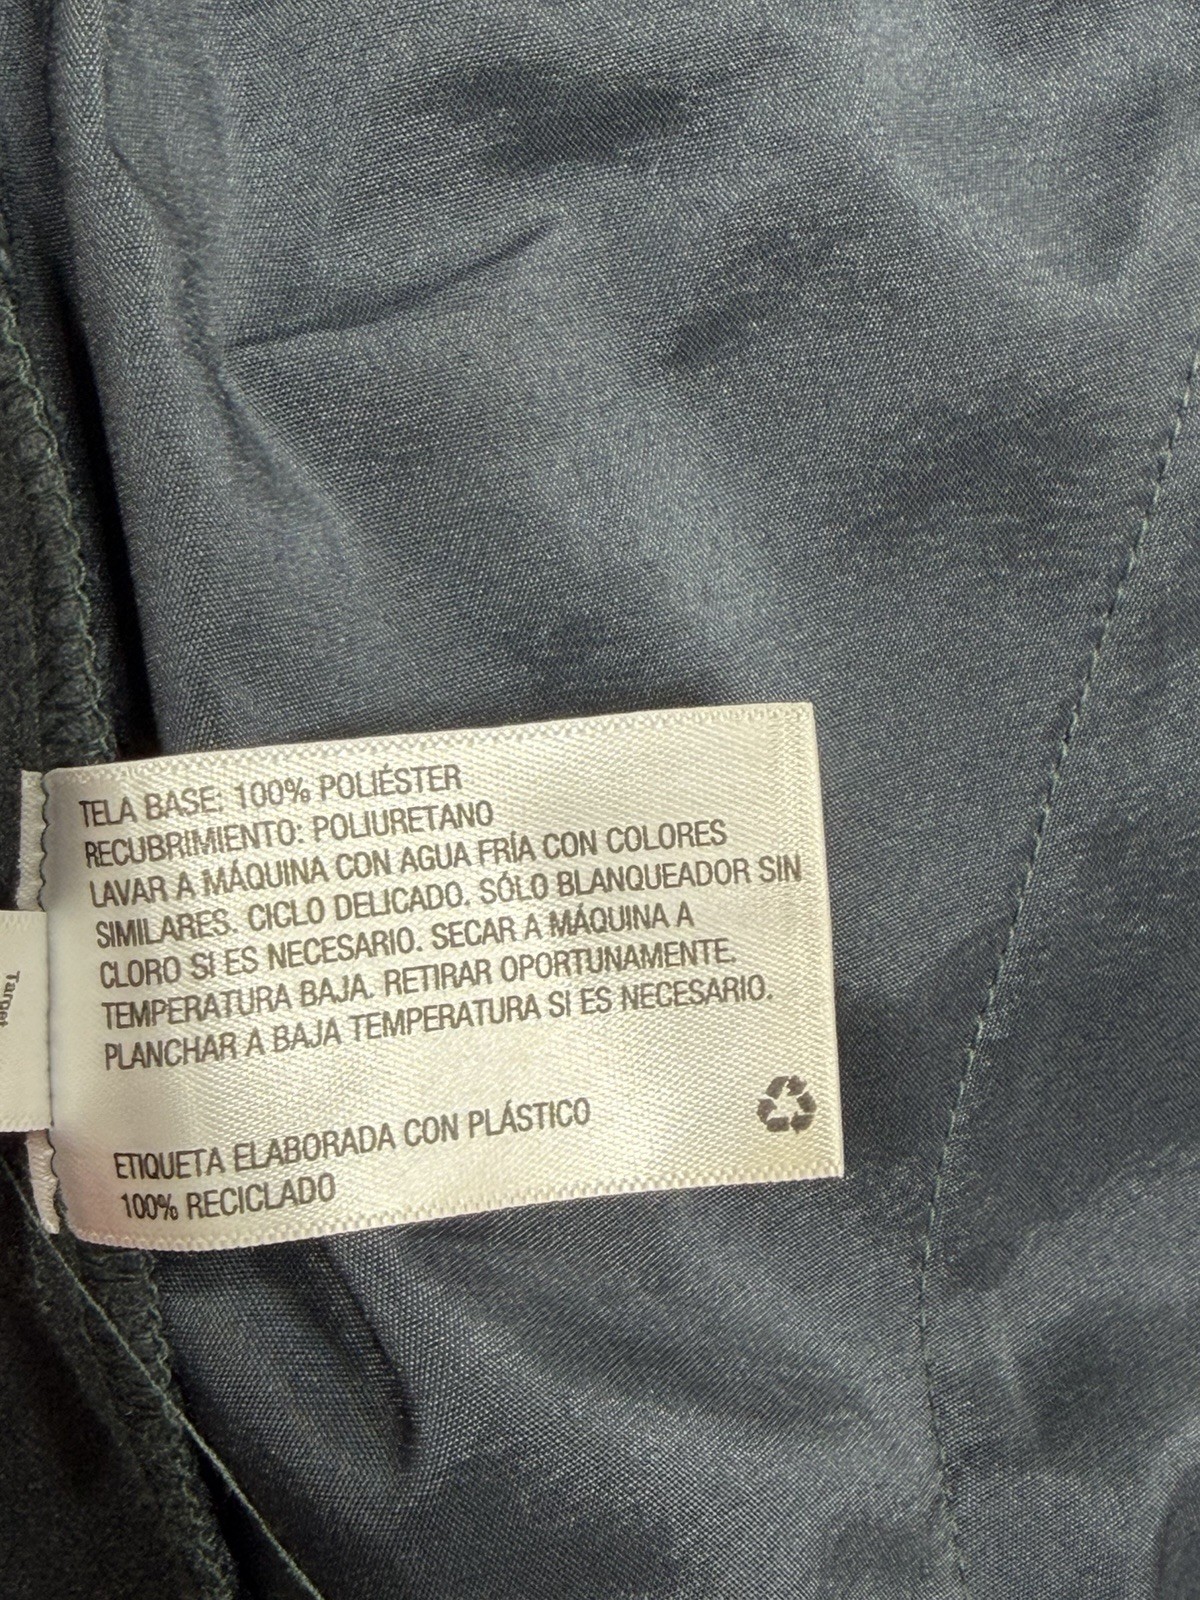 TELA BASE: 100% POLIÉSTER
RECUBRIMIENTO: POLIURETANO
LAVAR A MÁQUINA CON AGUA FRÍA CON COLORES
SIMILARES. CICLO DELICADO. SÓLO BLANQUEADOR SIN
CLORO SI ES NECESARIO. SECAR A MÁQUINA A
TEMPERATURA BAJA. RETIRAR OPORTUNAMENTE.
PLANCHAR A BAJA TEMPERATURA SI ES NECESARIO.
ETIQUETA ELABORADA CON PLÁSTICO
100% RECICLADO
Target